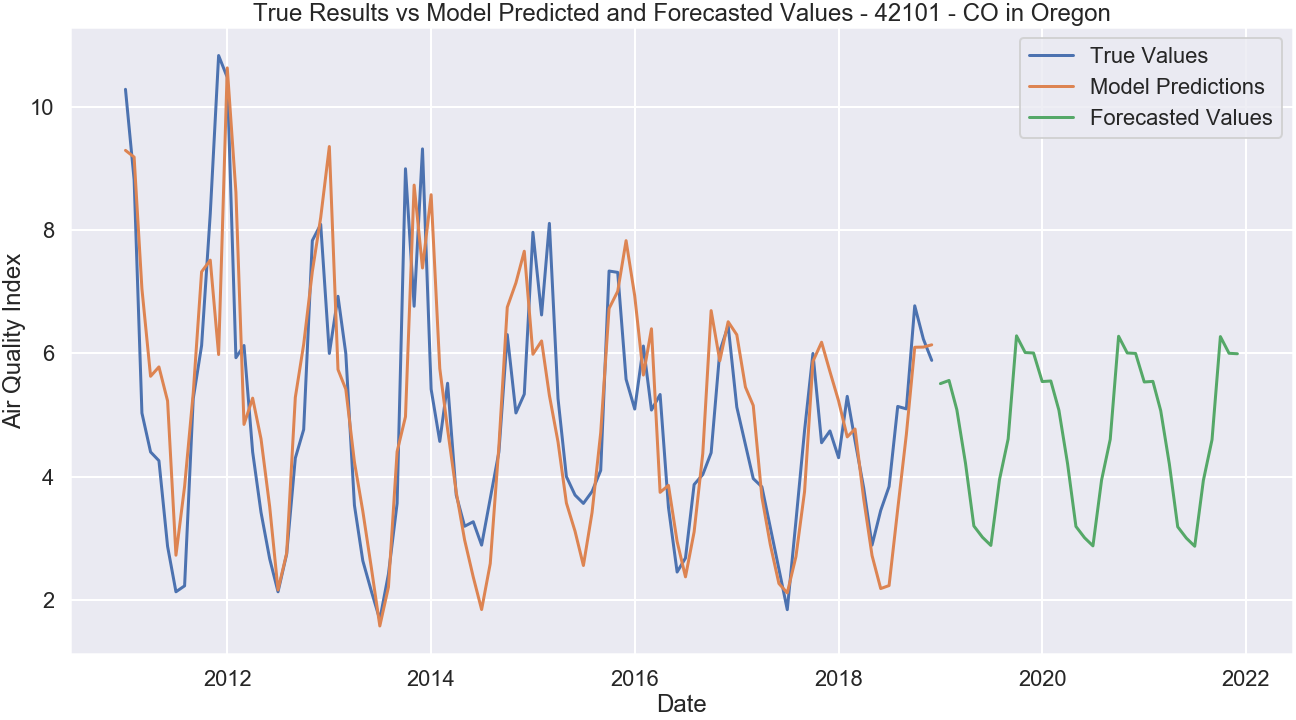 True Results vs Model Predicted and Forecasted Values - 42101 - CO in Oregon
True Values
Model Predictions
Forecasted Values
Air Quality Index
10
8
6
4
2
2012
2014
2016
2018
2020
2022
Date